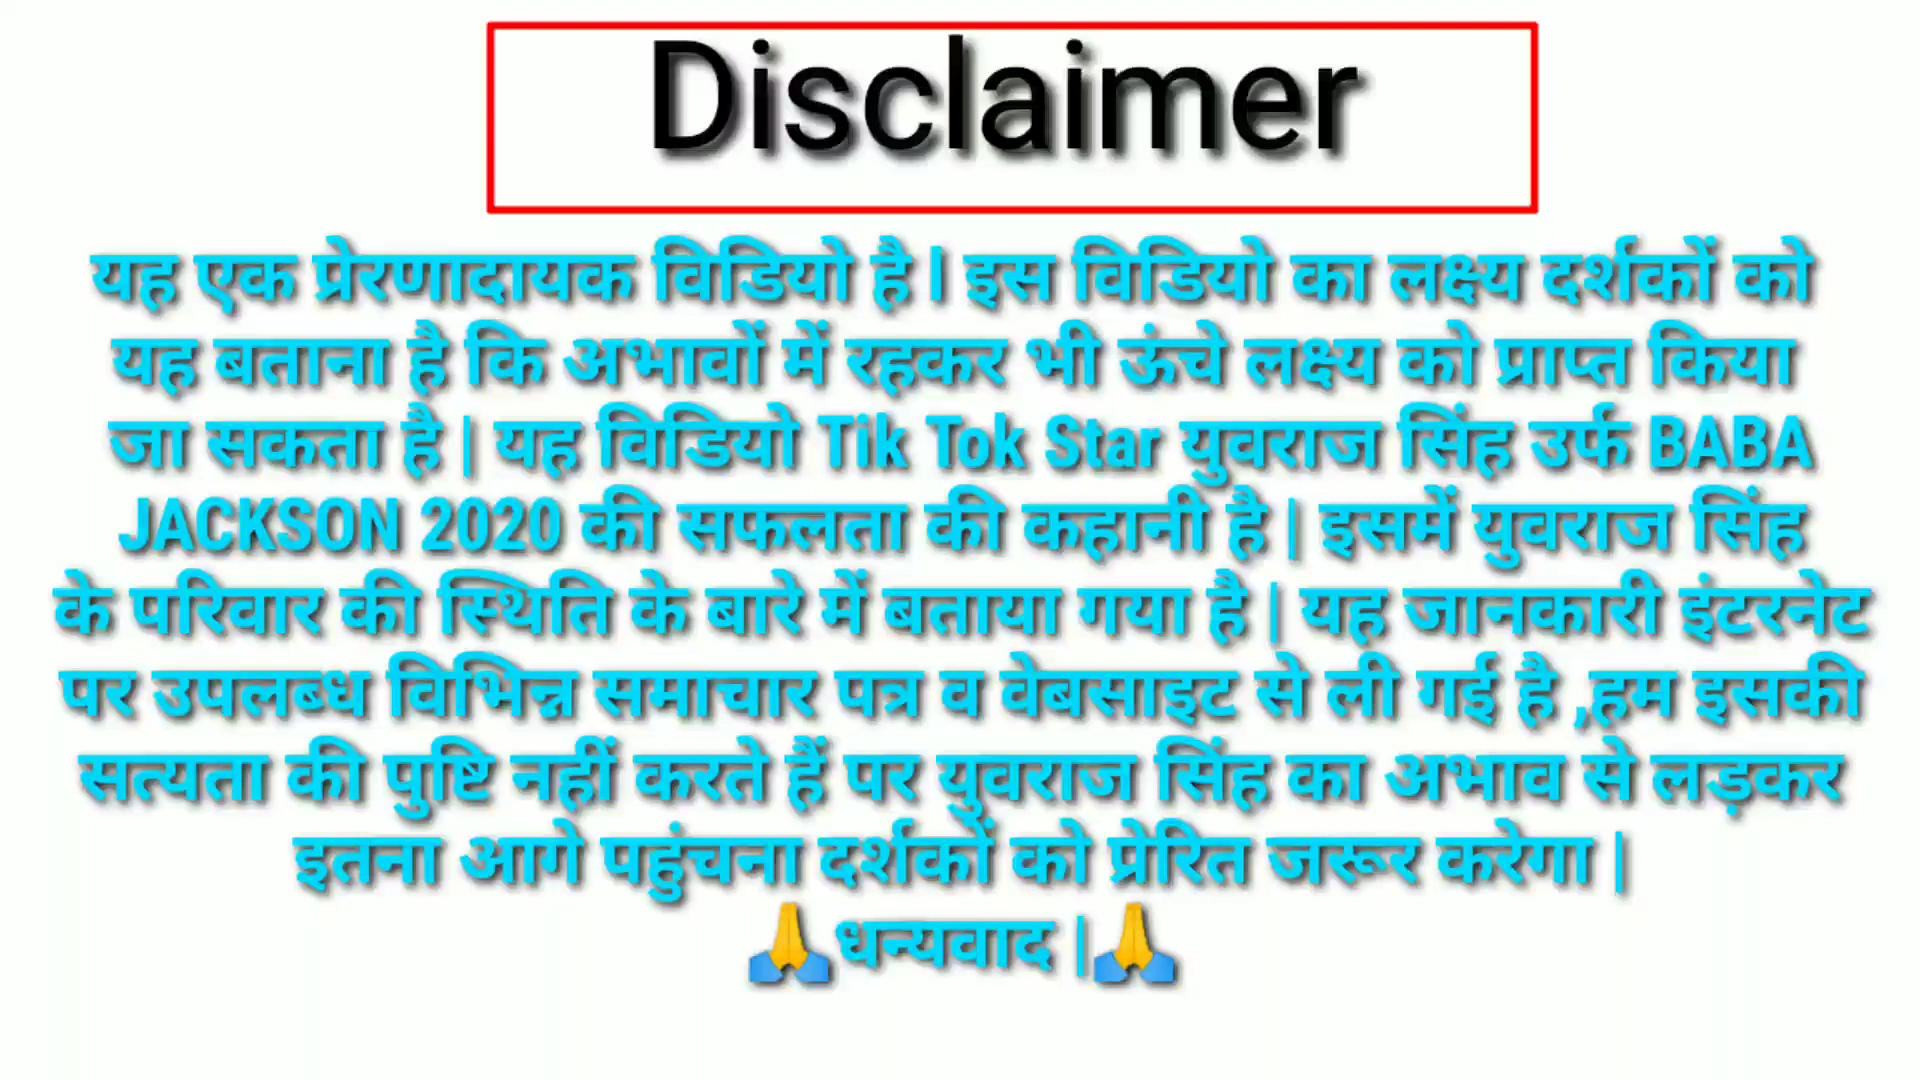 Disclaimer
यह एक प्रेरणादायक विडियो है l इस विडियो का लक्ष्य दर्शकों को
यह बताना है कि अभावों में रहकर भी ऊंचे लक्ष्य को प्राप्त किया
जा सकता है | यह विडियो Tik Tok Star युवराज सिंह उर्फ BABA
JACKSON 2020 की सफलता की कहानी है | इसमें युवराज सिंह
के परिवार की स्थिति के बारे में बताया गया है | यह जानकारी इंटरनेट
पर उपलब्ध विभिन्न समाचार पत्र व वेबसाइट से ली गई है ,हम इसकी
सत्यता की पुष्टि नहीं करते हैं पर युवराज सिंह का अभाव से लड़कर
इतना आगे पहुंचना दर्शकों को प्रेरित जरूर करेगा |
🙏धन्यवाद |🙏